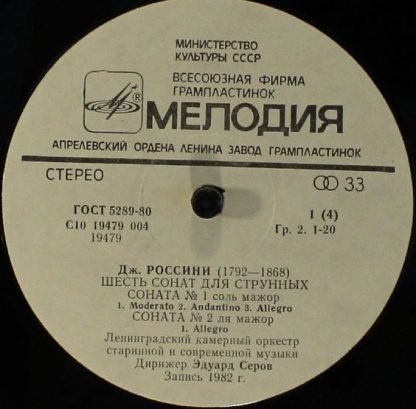 МИНИСТЕРСТВО
КУЛЬТУРЫ СССР
ВСЕСОЮЗНАЯ ФИРМА
ГРАМПЛАСТИНОК
®
МЕЛОДИЯ
АПРЕЛЕВСКИЙ ОРДЕНА ЛЕНИНА ЗАВОД ГРАМПЛАСТИНОК
СТЕРЕО 33
ГОСТ 5289-80 1 (4)
С10 19479 004 Гр. 2. 1-20
19479
Дж. РОССИНИ (1792—1868)
ШЕСТЬ СОНАТ ДЛЯ СТРУННЫХ
СОНАТА № 1 соль мажор
1. Moderato 2. Andantino 3. Allegro
СОНАТА № 2 ля мажор
1. Allegro
Ленинградский камерный оркестр
старинной и современной музыки
Дирижер Эдуард Серов
Запись 1982 г.